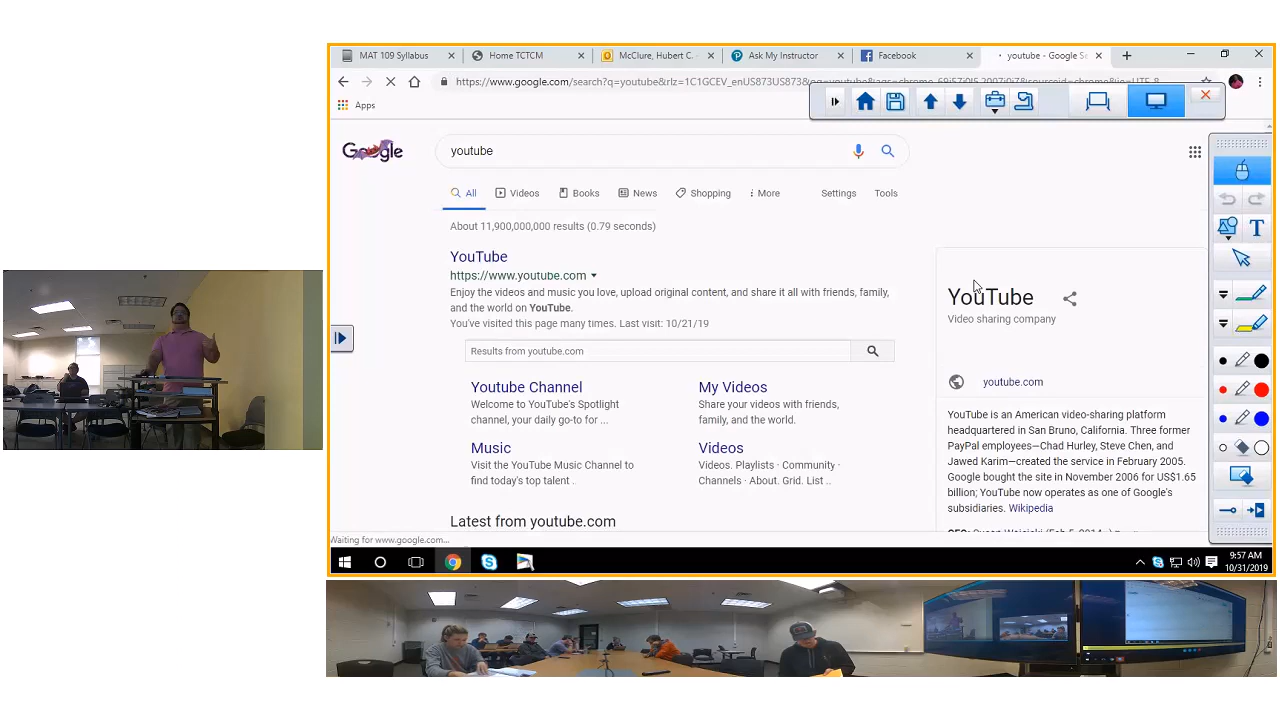 MAT 109 Syllabus
Home TCTCM
McClure, Hubert C. -
Ask My Instructor
Facebook
youtube - Google Se
Apps
Google
youtube
All
Videos
Books
News
Shopping
More
Settings
Tools
About 11,900,000,000 results (0.79 seconds)
YouTube
https://www.youtube.com
Enjoy the videos and music you love, upload original content, and share it all with friends, family,
and the world on YouTube.
You've visited this page many times. Last visit: 10/21/19
Results from youtube.com
Youtube Channel
Welcome to YouTube's Spotlight
channel, your daily go-to for ...
My Videos
Share your videos with friends,
family, and the world.
Music
Visit the YouTube Music Channel to
find today's top talent ..
Videos
Videos. Playlists · Community ·
Channels · About. Grid. List ..
Latest from youtube.com
YouTube
Video sharing company
youtube.com
YouTube is an American video-sharing platform
headquartered in San Bruno, California. Three former
PayPal employees—Chad Hurley, Steve Chen, and
Jawed Karim—created the service in February 2005.
Google bought the site in November 2006 for US$1.65
billion; YouTube now operates as one of Google's
subsidiaries. Wikipedia
T
Waiting for www.google.com...
9:57 AM
10/31/2019